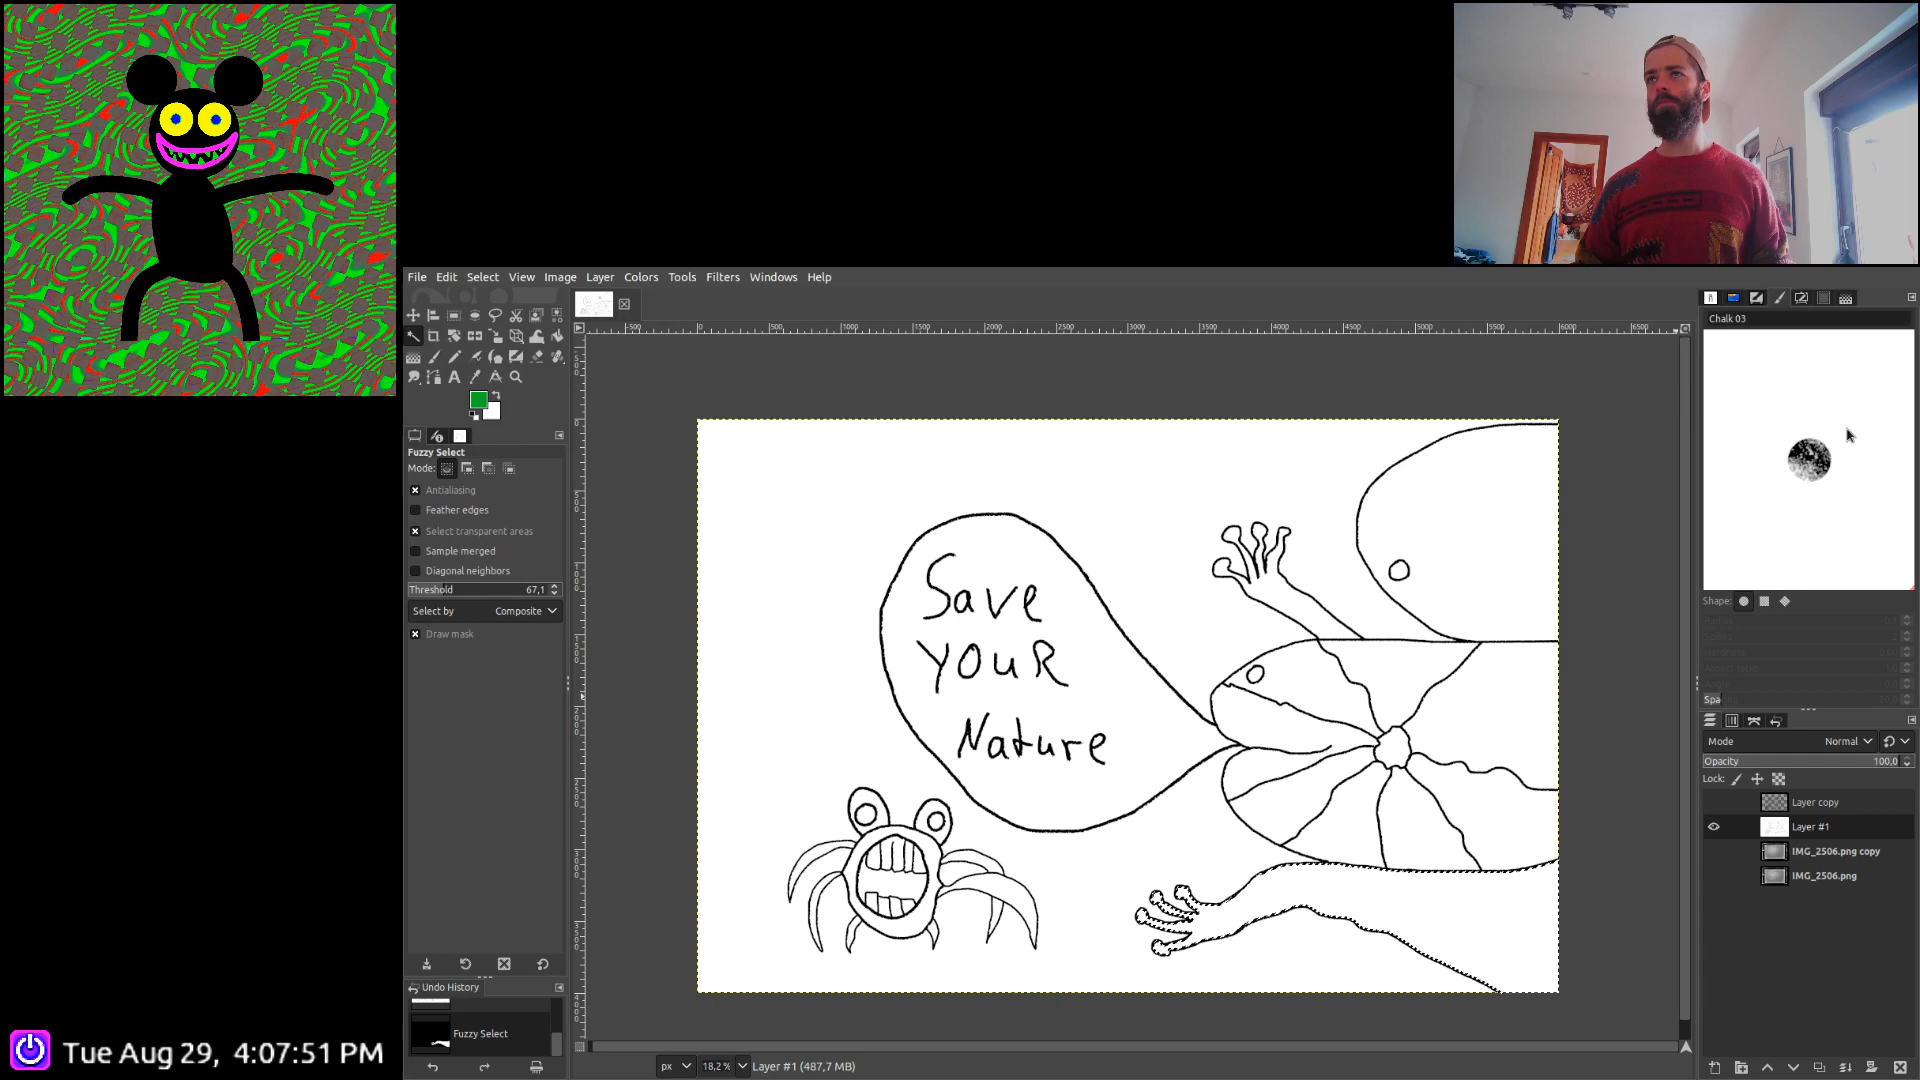 File Edit Select View Image Layer Colors Tools Filters Windows Help
Chalk 03
Fuzzy Select
Mode:
Antialiasing
Feather edges
Select transparent areas
Sample merged
Diagonal neighbors
Threshold 67,1
Select by Composite
Draw mask
Save
YOUR
Nature
Shape:
Spa
Mode Normal
Opacity 100,0
Lock:
Layer copy
Layer #1
IMG_2506.png copy
IMG_2506.png
Undo History
Fuzzy Select
px 18,2 % Layer #1 (487,7 MB)
Tue Aug 29, 4:07:51 PM